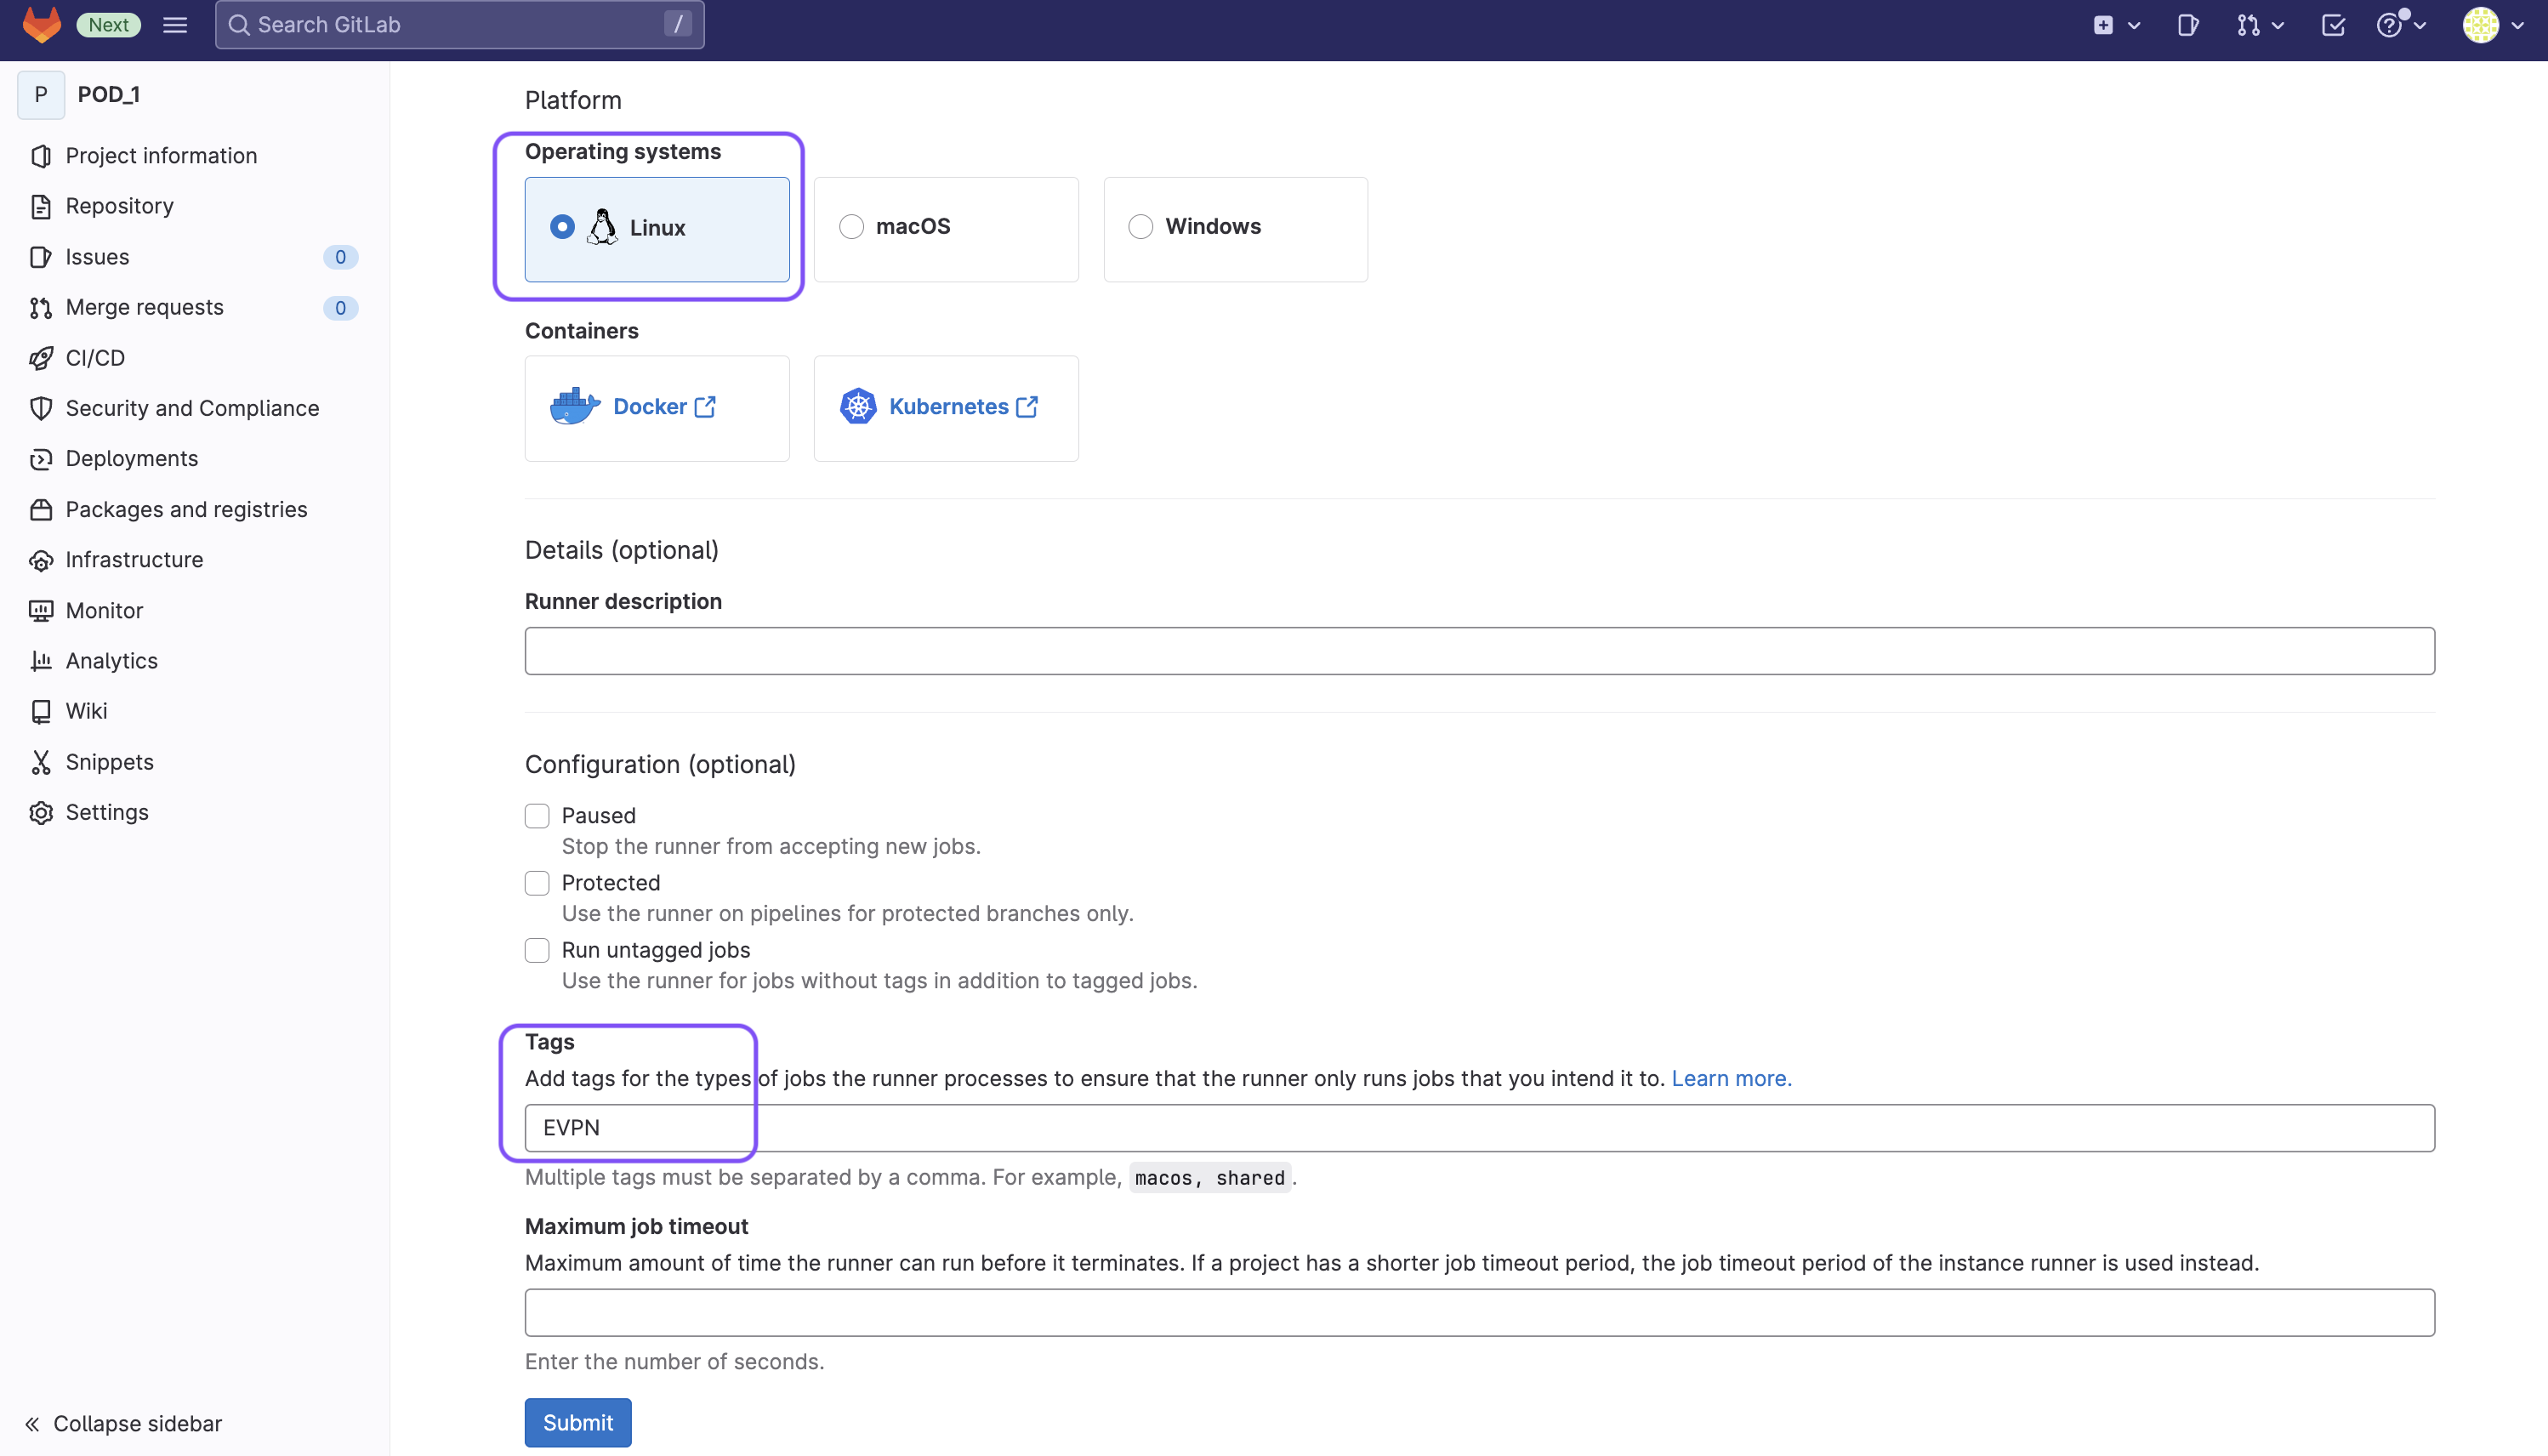 Next
Search GitLab
/
P
POD_1
Project information
Repository
Issues
0
Merge requests
0
CI/CD
Security and Compliance
Deployments
Packages and registries
Infrastructure
Monitor
Analytics
Wiki
Snippets
Settings
Collapse sidebar
Platform
Operating systems
Linux
macOS
Windows
Containers
Docker
Kubernetes
Details (optional)
Runner description
Configuration (optional)
Paused
Stop the runner from accepting new jobs.
Protected
Use the runner on pipelines for protected branches only.
Run untagged jobs
Use the runner for jobs without tags in addition to tagged jobs.
Tags
Add tags for the types of jobs the runner processes to ensure that the runner only runs jobs that you intend it to. Learn more.
EVPN
Multiple tags must be separated by a comma. For example, macos, shared.
Maximum job timeout
Maximum amount of time the runner can run before it terminates. If a project has a shorter job timeout period, the job timeout period of the instance runner is used instead.
Enter the number of seconds.
Submit